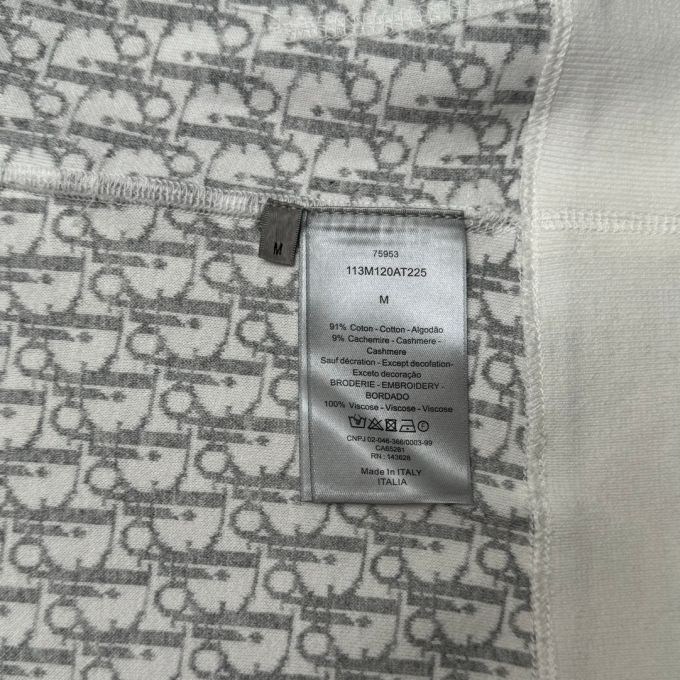 75953
113M120AT225
M
M
91% Coton - Cotton - Algodão
9% Cachemire - Cashmere -
Cashmere
Sauf décration - Except decofation-
Exceto decoração
BRODERIE - EMBROIDERY -
BORDADO
100% Viscose - Viscose - Viscose
CNPJ 02-046-366/0003-99
CA65261
RN : 143628
Made In ITALY
ITALIA